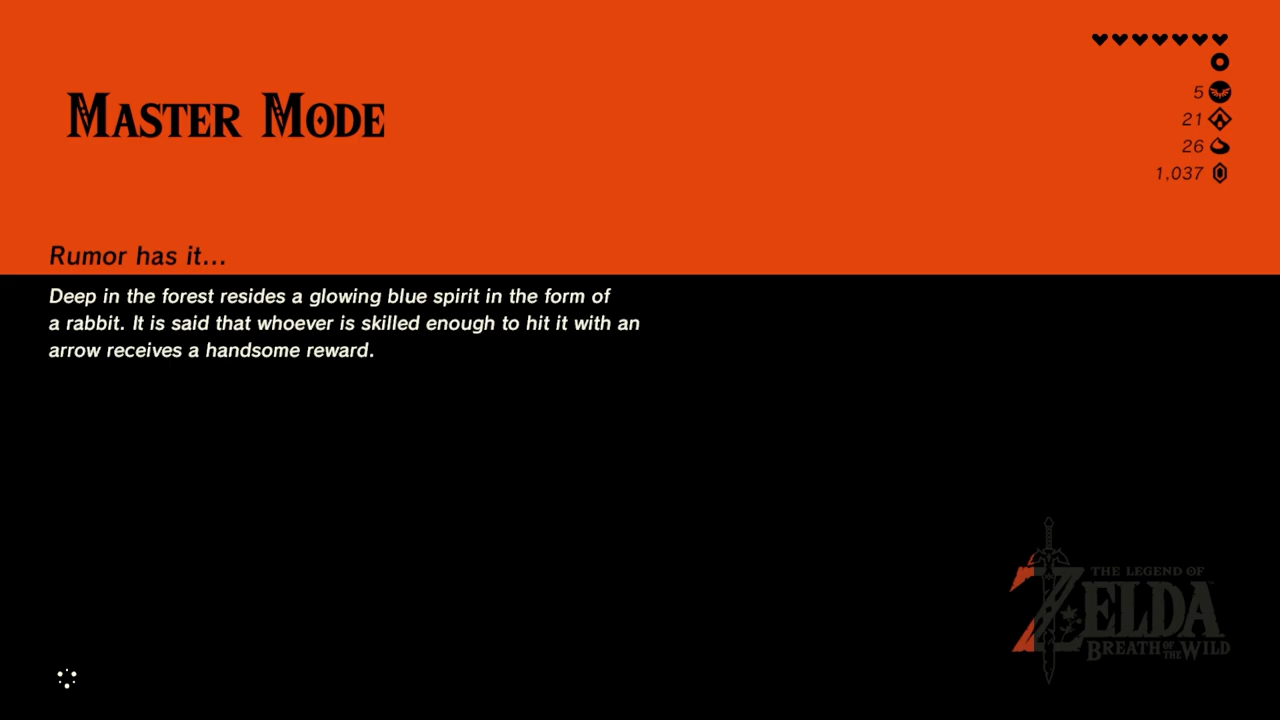 Master Mode
5
21
26
1,037
Rumor has it...
Deep in the forest resides a glowing blue spirit in the form of
a rabbit. It is said that whoever is skilled enough to hit it with an
arrow receives a handsome reward.
THE LEGEND OF
ZELDA
BREATH OF THE WILD